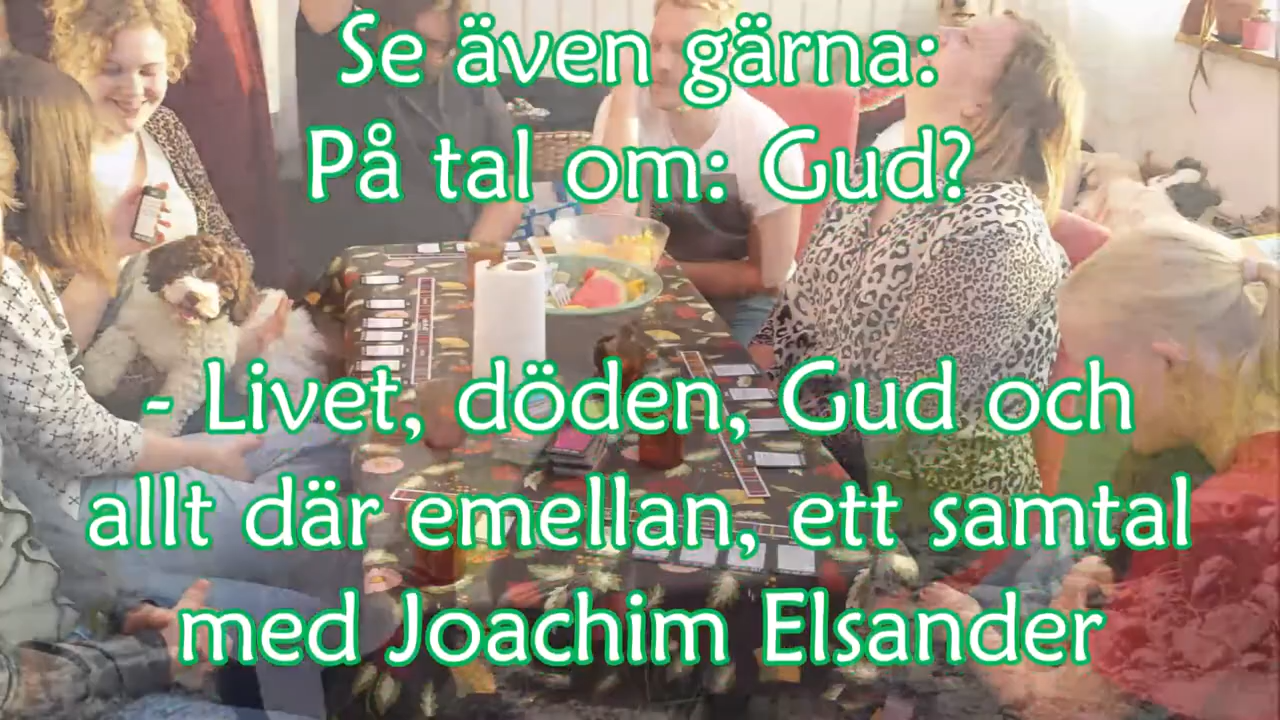 Se även gärna:
På tal om: Gud?
- Livet, döden, Gud och
allt där emellan, ett samtal
med Joachim Elsander